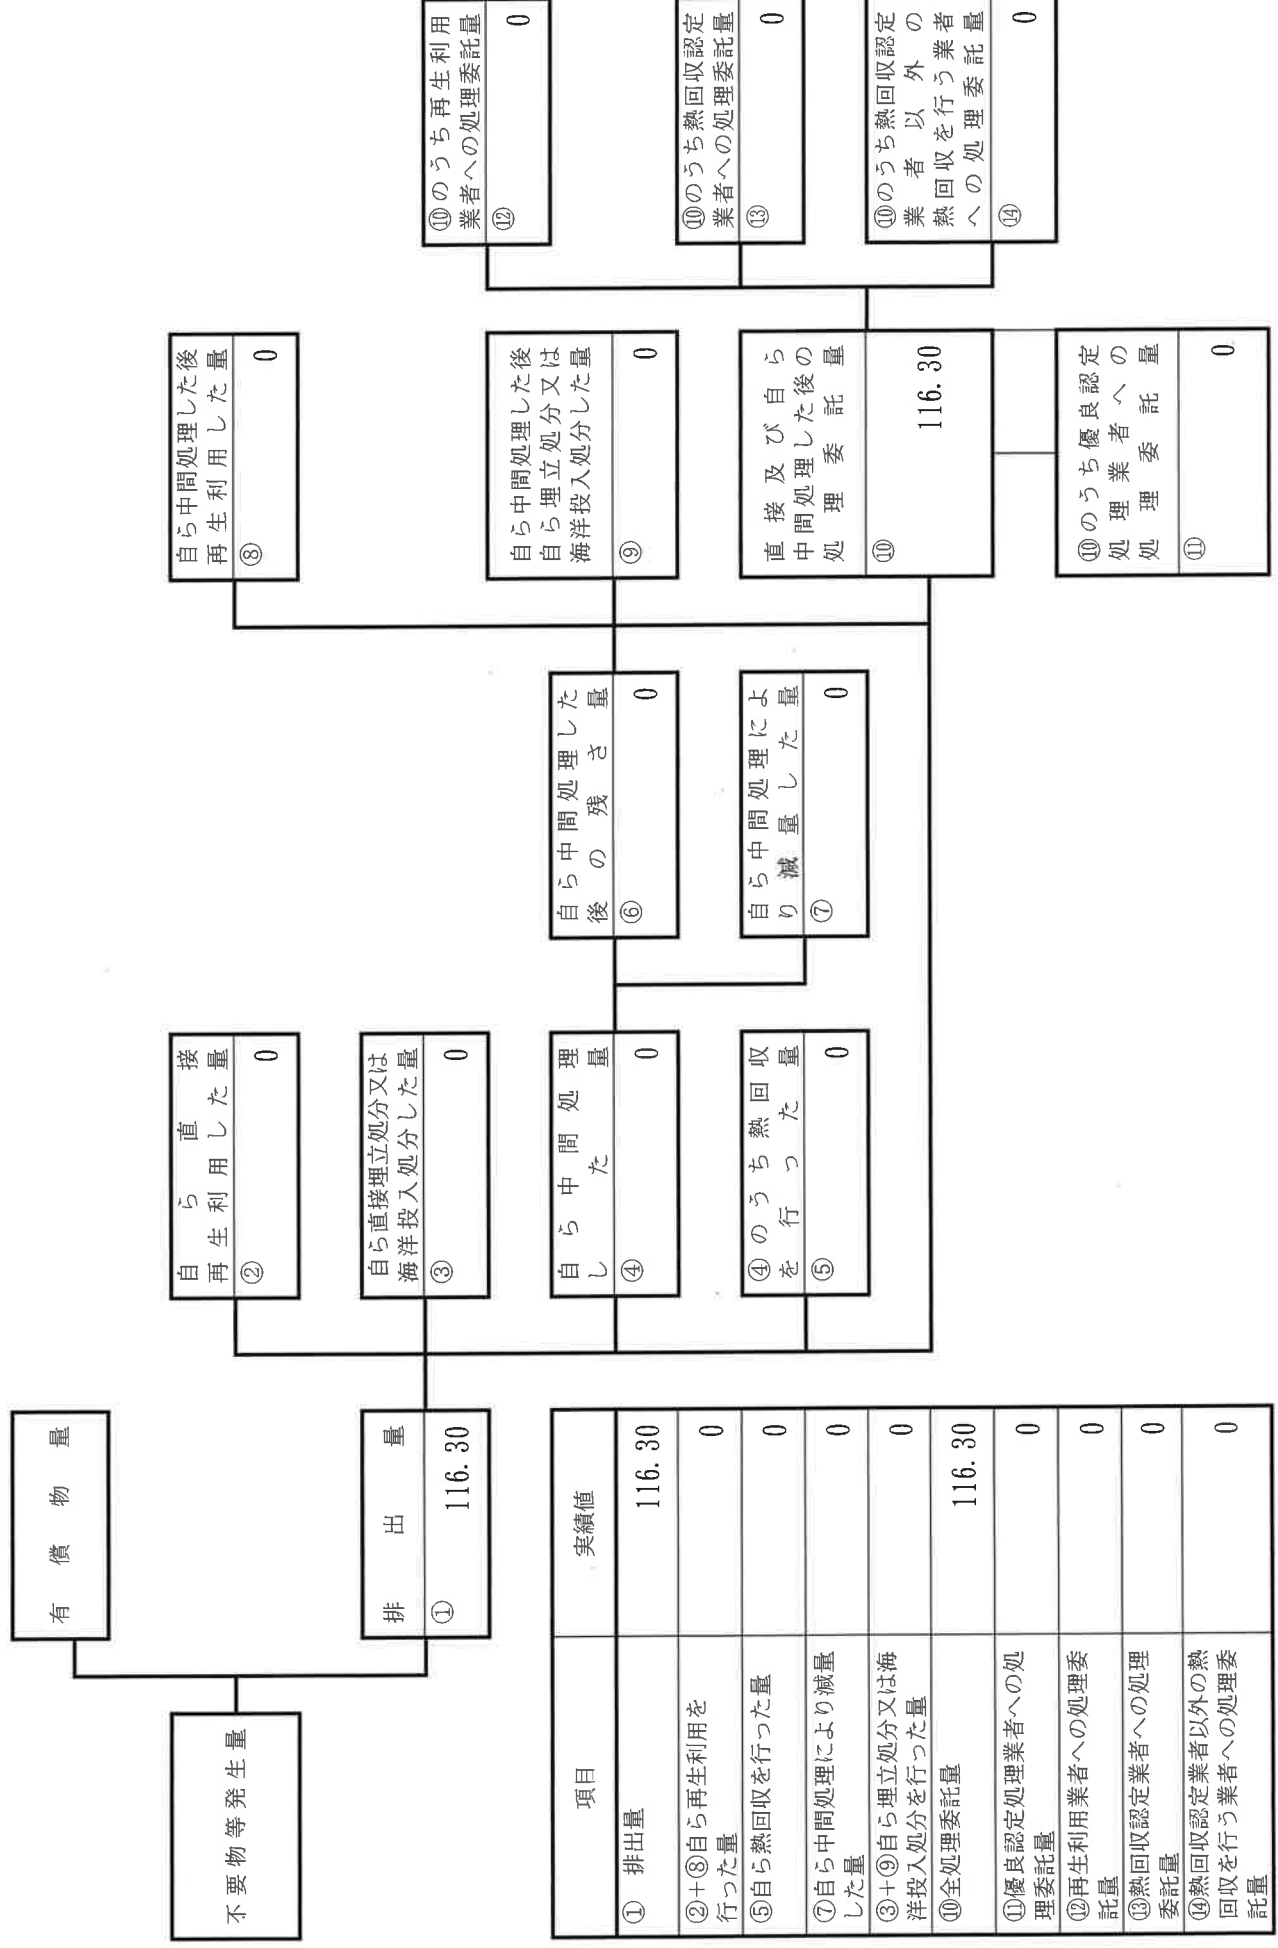 有償物量
不要物等発生量
排出量
① 116.30
自ら直接
再生利用した量
② 0
自ら直接埋立処分又は
海洋投入処分した量
③ 0
自ら中間処理
した量
④ 0
④のうち熱回収
を行った量
⑤ 0
自ら中間処理した
後の残さ量
⑥ 0
自ら中間処理によ
り減量した量
⑦ 0
自ら中間処理した後
再生利用した量
⑧ 0
自ら中間処理した後
自ら埋立処分又は
海洋投入処分した量
⑨ 0
直接及び自ら
中間処理した後の
処理委託量
⑩ 116.30
⑩のうち優良認定
処理業者への
処理委託量
⑪ 0
⑩のうち再生利用
業者への処理委託量
⑫ 0
⑩のうち熱回収認定
業者への処理委託量
⑬ 0
⑩のうち熱回収認定
業者以外の
熱回収を行う業者
への処理委託量
⑭ 0
項目 実績値
① 排出量 116.30
②+⑧自ら再生利用を
行った量 0
⑤自ら熱回収を行った量 0
⑦自ら中間処理により減量
した量 0
③+⑨自ら埋立処分又は海
洋投入処分を行った量 0
⑩全処理委託量 116.30
⑪優良認定処理業者への処
理委託量 0
⑫再生利用業者への処理委
託量 0
⑬熱回収認定業者への処理
委託量 0
⑭熱回収認定業者以外の熱
回収を行う業者への処理委
託量 0